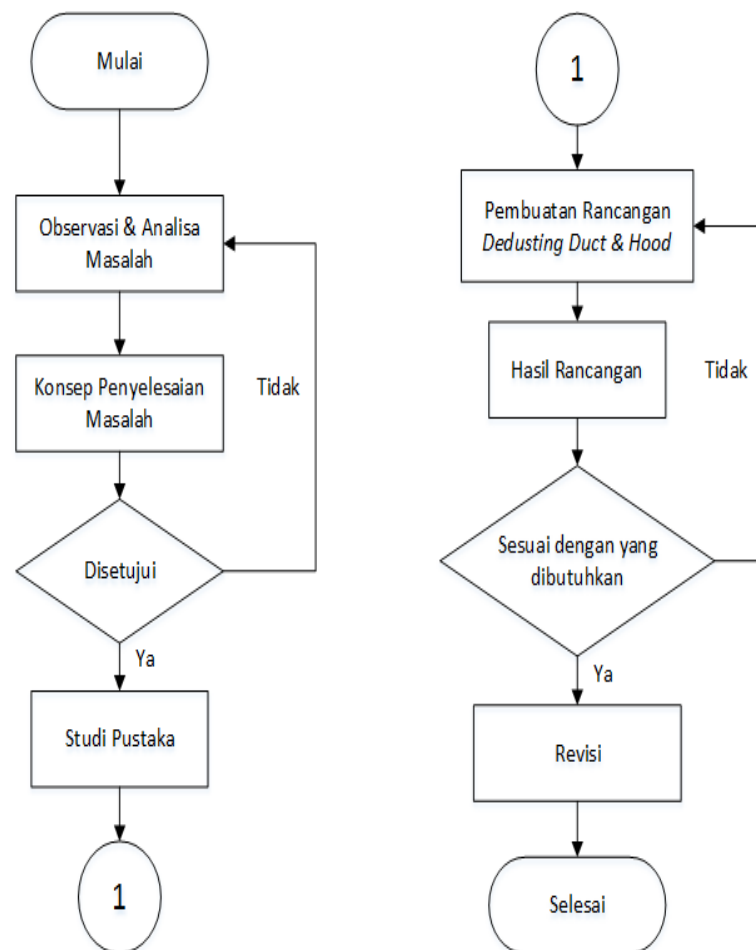 Mulai
Observasi & Analisa
Masalah
Konsep Penyelesaian
Masalah
Tidak
Disetujui
Ya
Studi Pustaka
1
1
Pembuatan Rancangan
Dedusting Duct & Hood
Hasil Rancangan
Tidak
Sesuai dengan yang
dibutuhkan
Ya
Revisi
Selesai